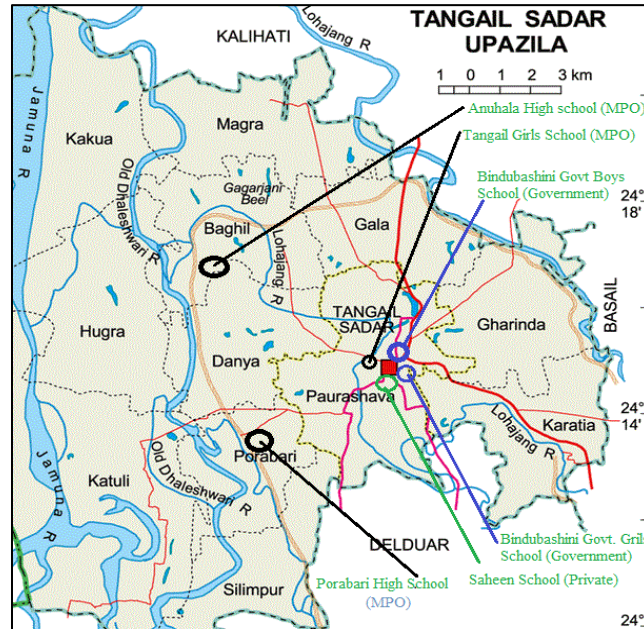 TANGAIL SADAR
UPAZILA
KALIHATI
Lohajang R
1 0 1 2 3 km
Anuhala High school (MPO)
Tangail Girls School (MPO)
Bindubashini Govt Boys
School (Government)
Jamuna R
Kakua
Magra
Old Dhaleshwari R
Gagarjani
Beel
Baghil
Gala
Lohajang R
24°
18'
BASAIL
TANGAIL
SADAR
Gharinda
Hugra
Danya
Paurashava
24°
14'
Lohajang R
Karatia
Porabari
Old Dhaleshwari R
Katuli
Jamuna R
DELDUAR
Bindubashini Govt. Grils
School (Government)
Saheen School (Private)
Porabari High School
(MPO)
Silimpur
24°